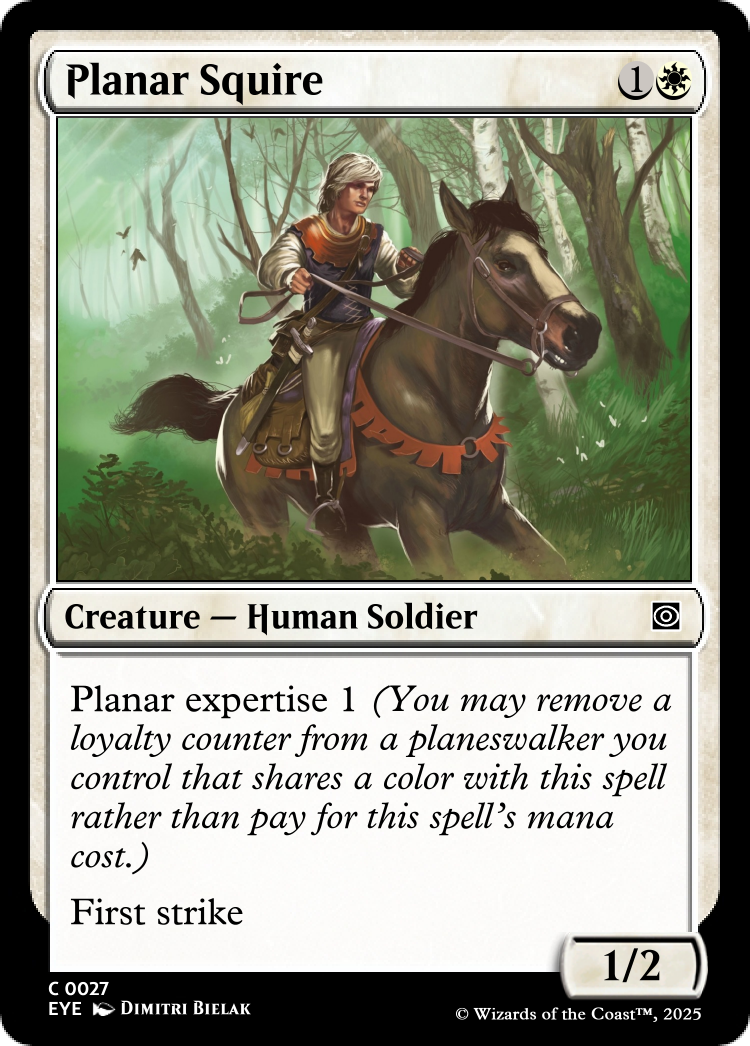 Planar Squire 1
Creature — Human Soldier
Planar expertise 1 (You may remove a
loyalty counter from a planeswalker you
control that shares a color with this spell
rather than pay for this spell's mana
cost.)
First strike
1/2
C 0027
EYE Dimitri Bielak
© Wizards of the Coast™, 2025